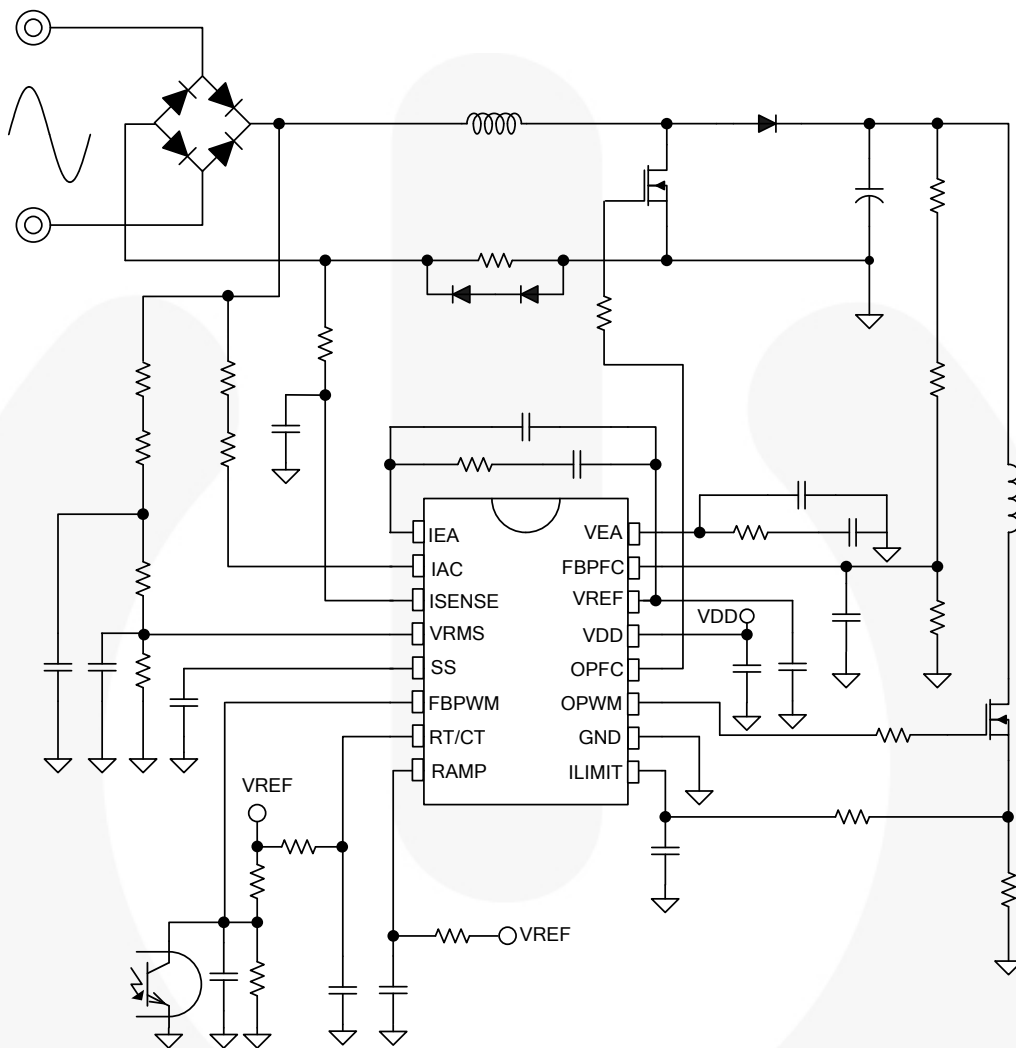 IEA
IAC
ISENSE
VRMS
SS
FBPWM
RT/CT
RAMP
VEA
FBPFC
VREF
VDD
OPFC
OPWM
GND
ILIMIT
VDD
VREF
VREF